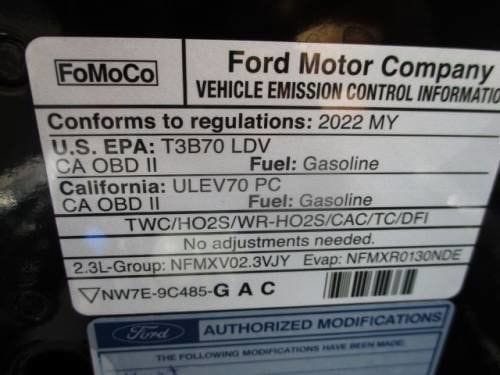 FoMoCo
Ford Motor Company
VEHICLE EMISSION CONTROL INFORMATION
Conforms to regulations: 2022 MY
U.S. EPA: T3B70 LDV
CA OBD II Fuel: Gasoline
California: ULEV70 PC
CA OBD II Fuel: Gasoline
TWC/HO2S/WR-HO2S/CAC/TC/DFI
No adjustments needed.
2.3L-Group: NFMXV02.3VJY Evap: NFMXR0130NDE
NW7E-9C485-G A C
Ford AUTHORIZED MODIFICATIONS
THE FOLLOWING MODIFICATIONS HAVE BEEN MADE: